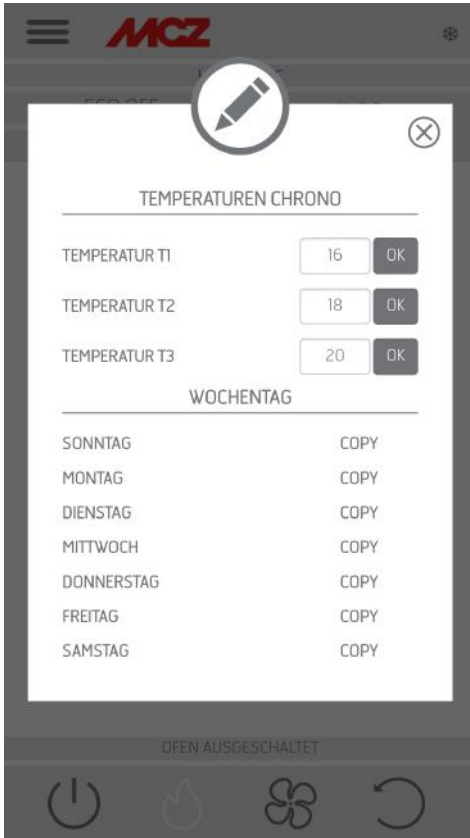 MCZ
TEMPERATUREN CHRONO
TEMPERATUR T1 16 OK
TEMPERATUR T2 18 OK
TEMPERATUR T3 20 OK
WOCHENTAG
SONNTAG COPY
MONTAG COPY
DIENSTAG COPY
MITTWOCH COPY
DONNERSTAG COPY
FREITAG COPY
SAMSTAG COPY
OFEN AUSGESCHALTET